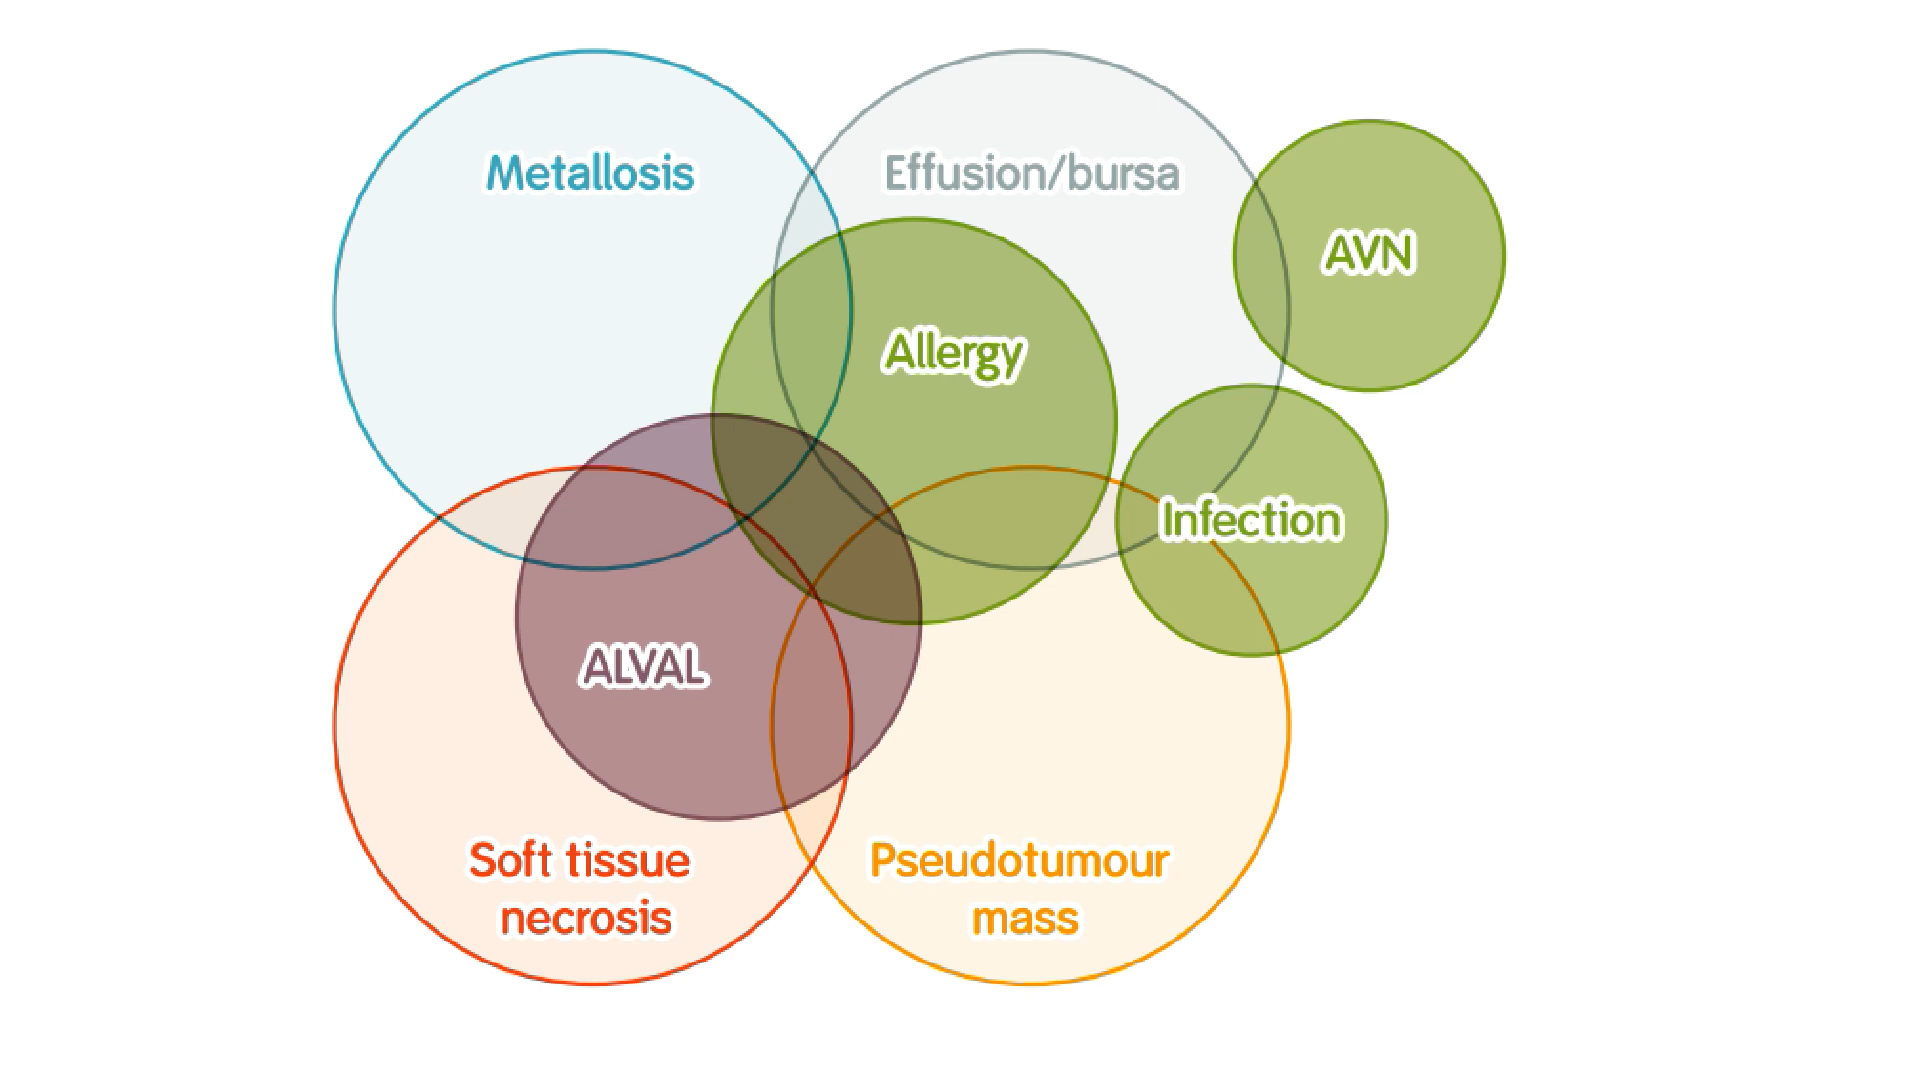 Metallosis
Effusion/bursa
AVN
Allergy
Infection
ALVAL
Soft tissue
necrosis
Pseudotumour
mass